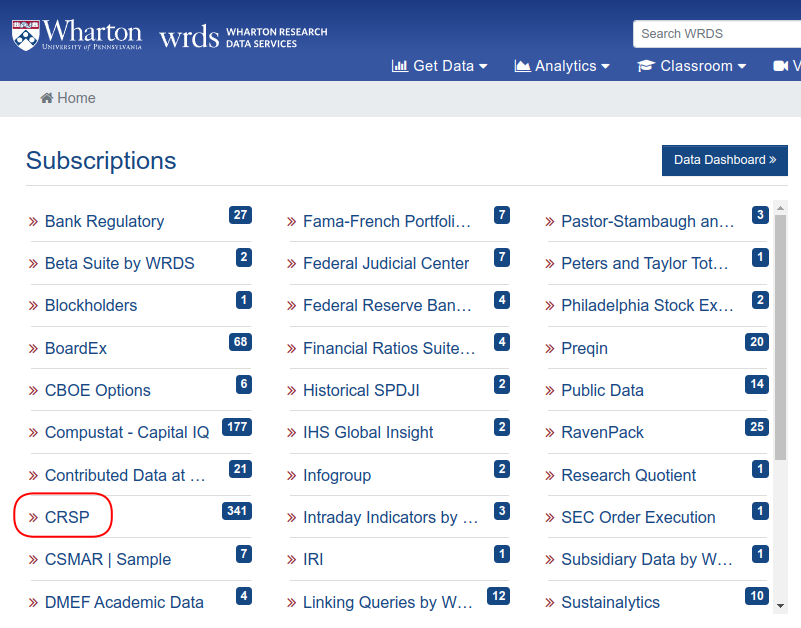 Wharton
UNIVERSITY of PENNSYLVANIA
wrds
WHARTON RESEARCH
DATA SERVICES
Search WRDS
Get Data
Analytics
Classroom
V
Home
Subscriptions
Data Dashboard »
Bank Regulatory 27
Beta Suite by WRDS 2
Blockholders 1
BoardEx 68
CBOE Options 6
Compustat - Capital IQ 177
Contributed Data at ... 21
CRSP 341
CSMAR | Sample 7
DMEF Academic Data 4
Fama-French Portfoli... 7
Federal Judicial Center 7
Federal Reserve Ban... 4
Financial Ratios Suite... 4
Historical SPDJI 2
IHS Global Insight 2
Infogroup 2
Intraday Indicators by ... 3
IRI 1
Linking Queries by W... 12
Pastor-Stambaugh an... 3
Peters and Taylor Tot... 1
Philadelphia Stock Ex... 2
Preqin 20
Public Data 14
RavenPack 25
Research Quotient 1
SEC Order Execution 1
Subsidiary Data by W... 1
Sustainalytics 10